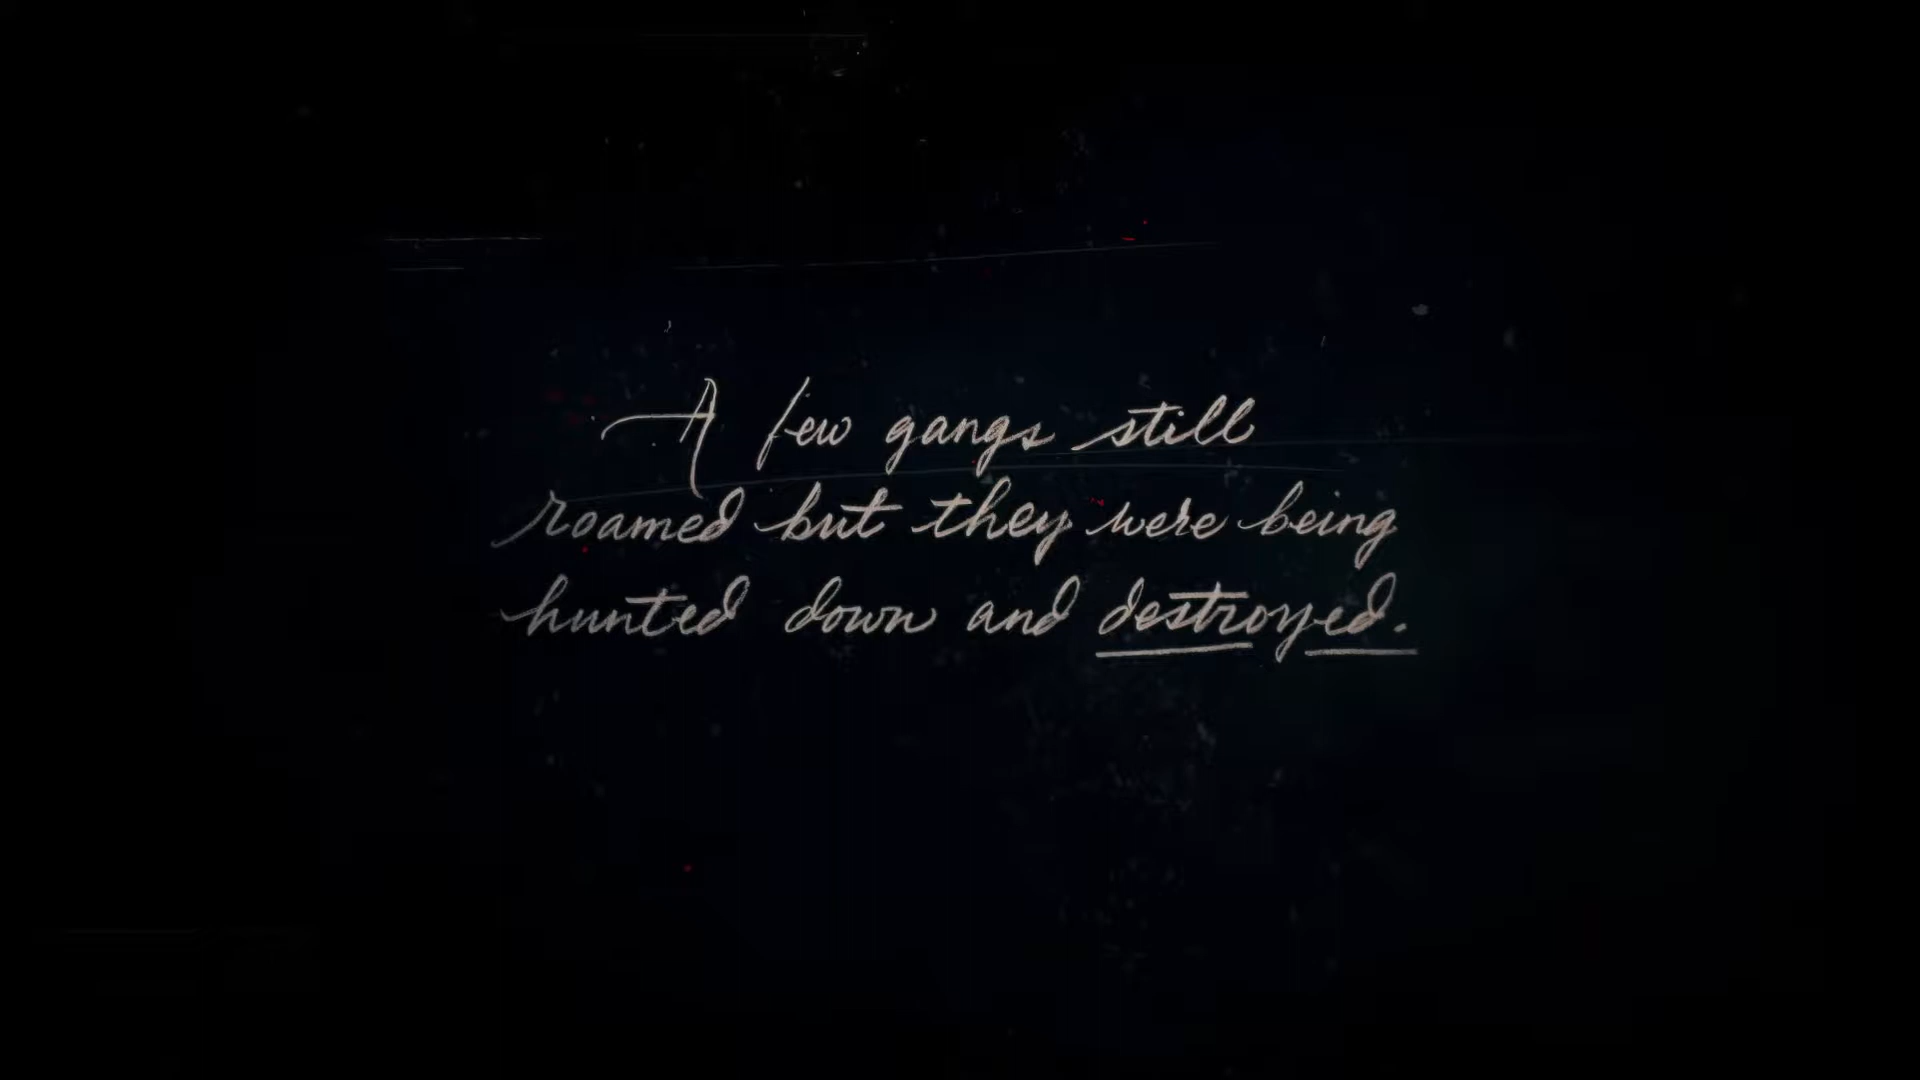 A few gangs still
roamed but they were being
hunted down and destroyed.